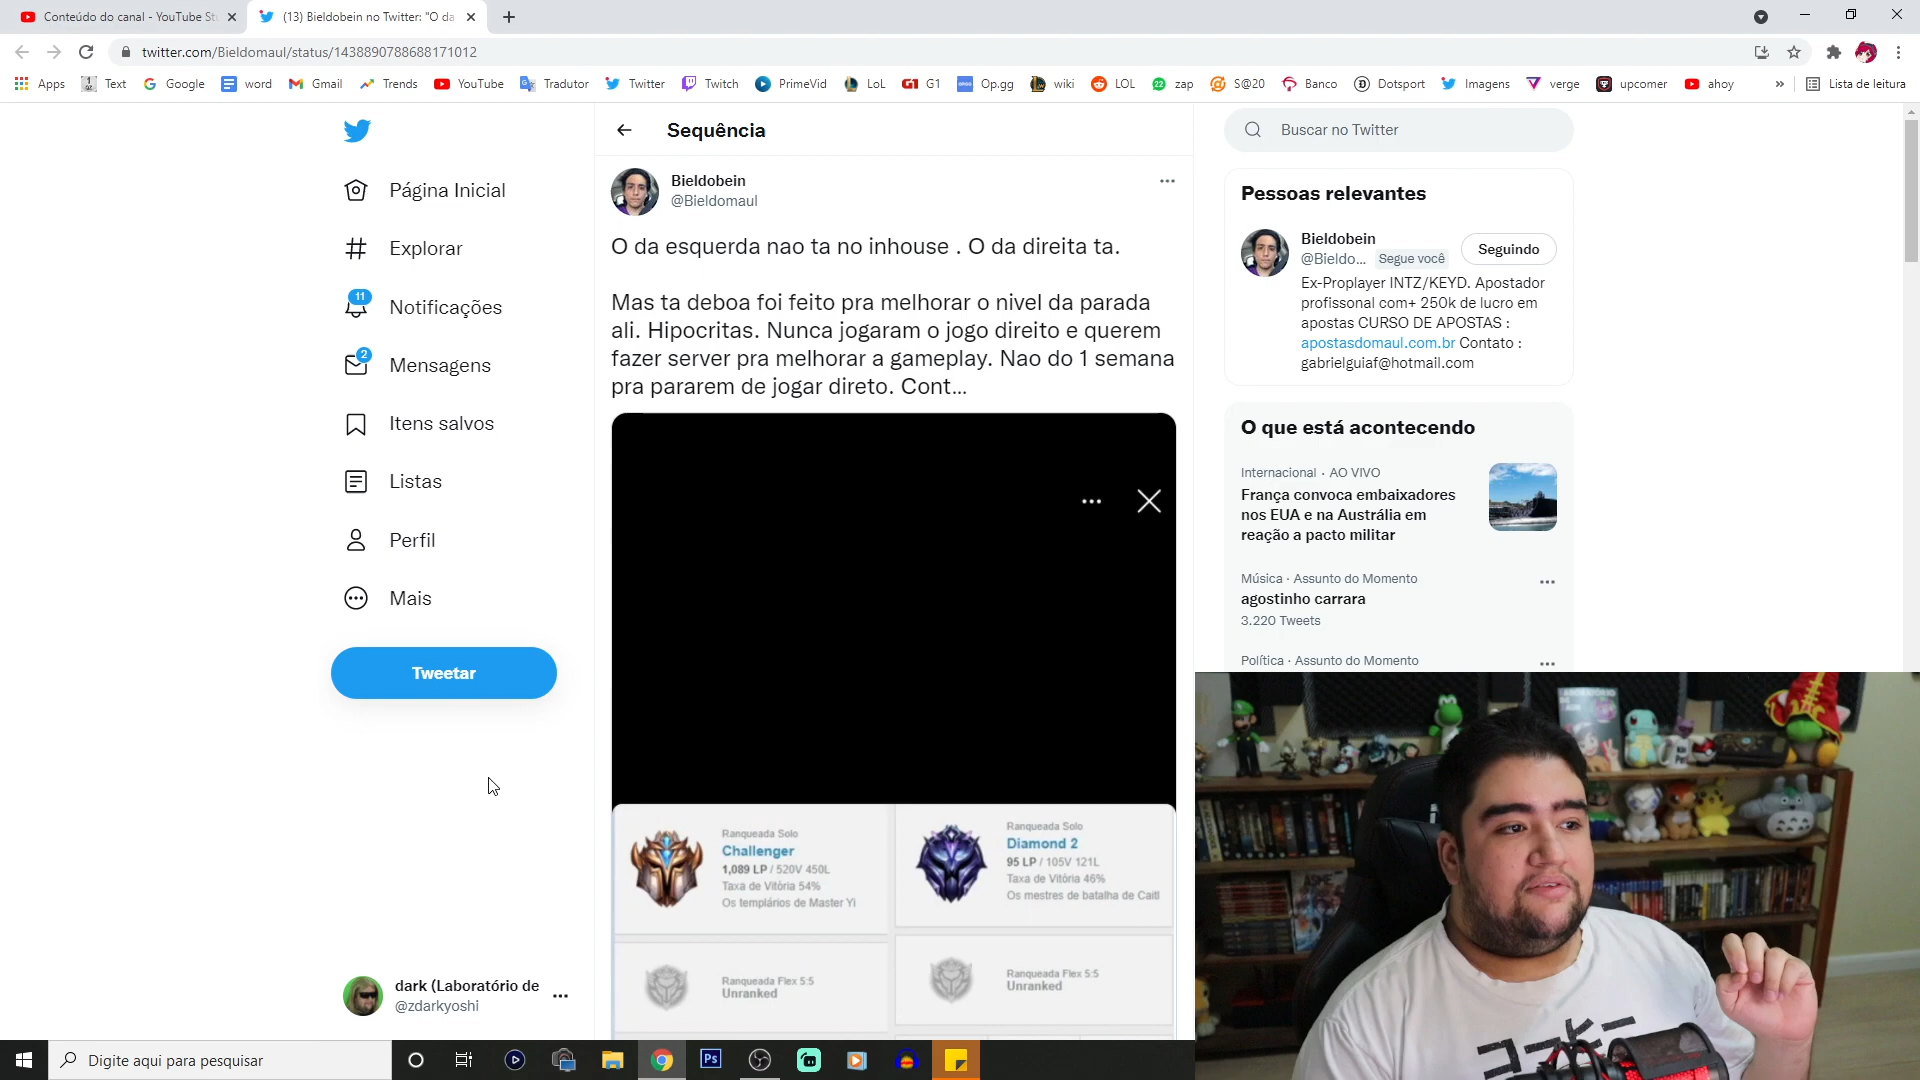 Conteúdo do canal - YouTube St
(13) Bieldobein no Twitter: "O da
twitter.com/Bieldomaul/status/1438890788688171012
Apps
Text
Google
word
Gmail
Trends
YouTube
Tradutor
Twitter
Twitch
PrimeVid
LoL
G1
Op.gg
wiki
LOL
zap
S@20
Banco
Dotsport
Imagens
verge
upcomer
ahoy
»
Lista de leitura
Página Inicial
Explorar
11
Notificações
2
Mensagens
Itens salvos
Listas
Perfil
Mais
Tweetar
dark (Laboratório de
@zdarkyoshi
Sequência
Bieldobein
@Bieldomaul
O da esquerda nao ta no inhouse . O da direita ta.
Mas ta deboa foi feito pra melhorar o nivel da parada
ali. Hipocritas. Nunca jogaram o jogo direito e querem
fazer server pra melhorar a gameplay. Nao do 1 semana
pra pararem de jogar direto. Cont...
Ranqueada Solo
Challenger
1,089 LP / 520V 450L
Taxa de Vitória 54%
Os templários de Master Yi
Ranqueada Flex 5:5
Unranked
Ranqueada Solo
Diamond 2
95 LP / 105V 121L
Taxa de Vitória 46%
Os mestres de batalha de Caitl
Ranqueada Flex 5:5
Unranked
Buscar no Twitter
Pessoas relevantes
Bieldobein
@Bieldo... Segue você
Seguindo
Ex-Proplayer INTZ/KEYD. Apostador
profissonal com+ 250k de lucro em
apostas CURSO DE APOSTAS :
apostasdomaul.com.br Contato :
gabrielguiaf@hotmail.com
O que está acontecendo
Internacional · AO VIVO
França convoca embaixadores
nos EUA e na Austrália em
reação a pacto militar
Música · Assunto do Momento
agostinho carrara
3.220 Tweets
Política · Assunto do Momento
Digite aqui para pesquisar
Ps